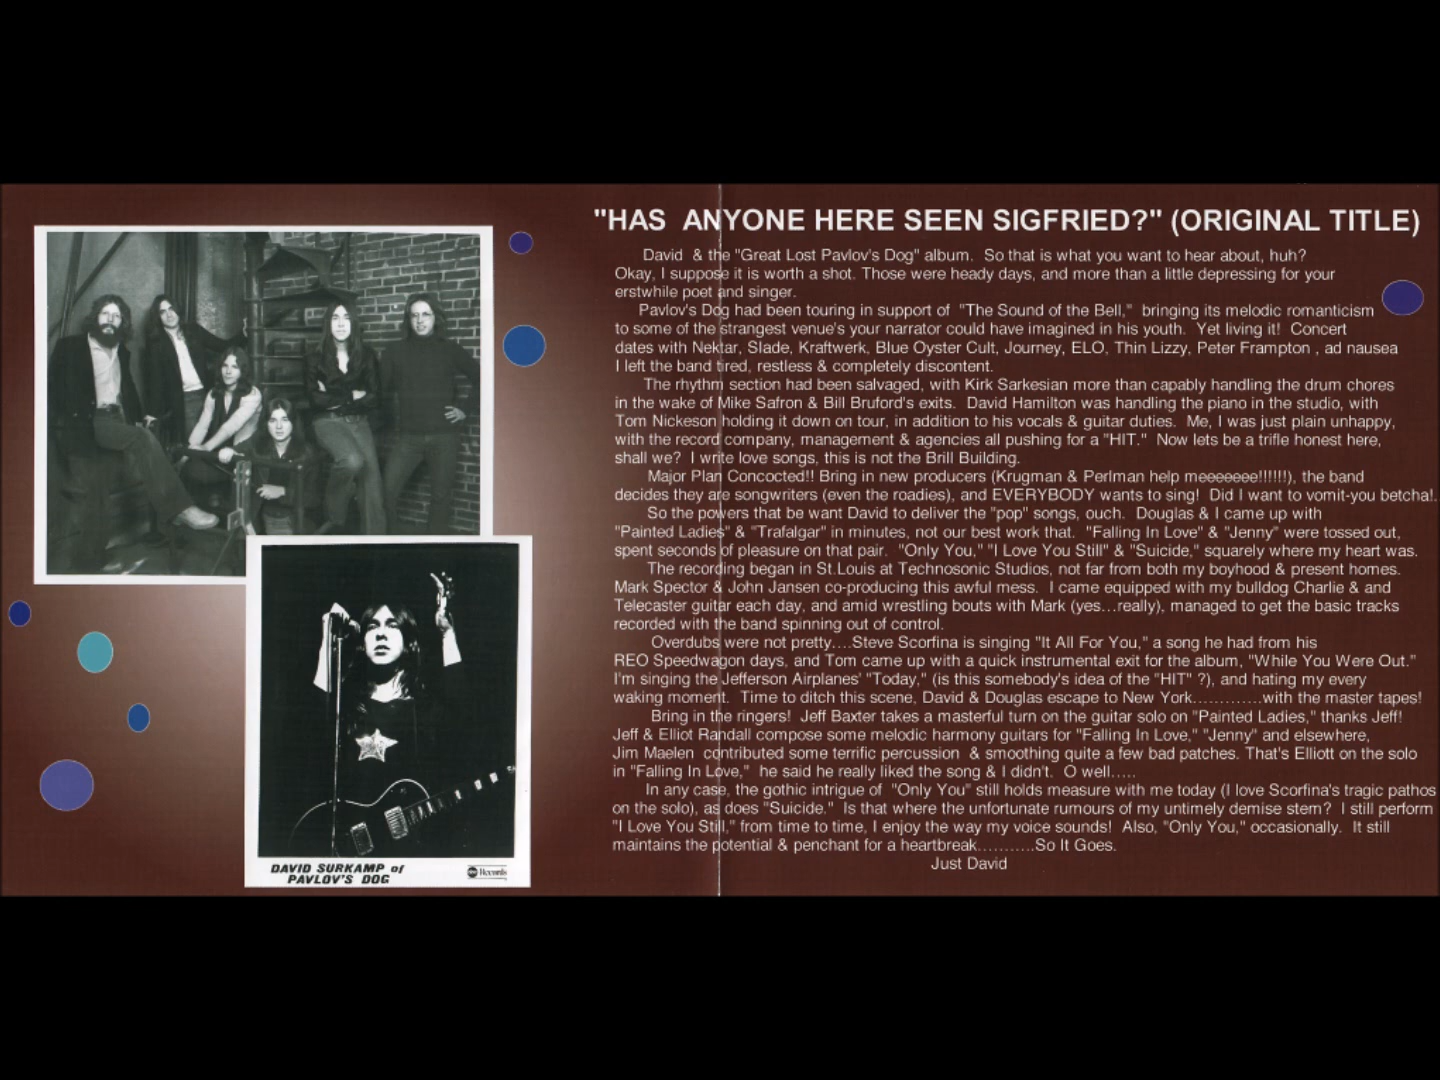 "HAS ANYONE HERE SEEN SIGFRIED?" (ORIGINAL TITLE)
David & the "Great Lost Pavlov's Dog" album. So that is what you want to hear about, huh?
Okay, I suppose it is worth a shot. Those were heady days, and more than a little depressing for your
erstwhile poet and singer.
Pavlov's Dog had been touring in support of "The Sound of the Bell," bringing its melodic romanticism
to some of the strangest venue's your narrator could have imagined in his youth. Yet living it! Concert
dates with Nektar, Slade, Kraftwerk, Blue Oyster Cult, Journey, ELO, Thin Lizzy, Peter Frampton , ad nausea
I left the band tired, restless & completely discontent.
The rhythm section had been salvaged, with Kirk Sarkesian more than capably handling the drum chores
in the wake of Mike Safron & Bill Bruford's exits. David Hamilton was handling the piano in the studio, with
Tom Nickeson holding it down on tour, in addition to his vocals & guitar duties. Me, I was just plain unhappy,
with the record company, management & agencies all pushing for a "HIT." Now lets be a trifle honest here,
shall we? I write love songs, this is not the Brill Building.
Major Plan Concocted!! Bring in new producers (Krugman & Perlman help meeeeeee!!!!!!), the band
decides they are songwriters (even the roadies), and EVERYBODY wants to sing! Did I want to vomit-you betcha!.
So the powers that be want David to deliver the "pop" songs, ouch. Douglas & I came up with
"Painted Ladies" & "Trafalgar" in minutes, not our best work that. "Falling In Love" & "Jenny" were tossed out,
spent seconds of pleasure on that pair. "Only You," "I Love You Still" & "Suicide," squarely where my heart was.
The recording began in St.Louis at Technosonic Studios, not far from both my boyhood & present homes.
Mark Spector & John Jansen co-producing this awful mess. I came equipped with my bulldog Charlie & and
Telecaster guitar each day, and amid wrestling bouts with Mark (yes...really), managed to get the basic tracks
recorded with the band spinning out of control.
Overdubs were not pretty....Steve Scorfina is singing "It All For You," a song he had from his
REO Speedwagon days, and Tom came up with a quick instrumental exit for the album, "While You Were Out."
I'm singing the Jefferson Airplanes' "Today," (is this somebody's idea of the "HIT" ?), and hating my every
waking moment. Time to ditch this scene, David & Douglas escape to New York.............with the master tapes!
Bring in the ringers! Jeff Baxter takes a masterful turn on the guitar solo on "Painted Ladies," thanks Jeff!
Jeff & Elliot Randall compose some melodic harmony guitars for "Falling In Love," "Jenny" and elsewhere,
Jim Maelen contributed some terrific percussion & smoothing quite a few bad patches. That's Elliott on the solo
in "Falling In Love," he said he really liked the song & I didn't. O well.....
In any case, the gothic intrigue of "Only You" still holds measure with me today (I love Scorfina's tragic pathos
on the solo), as does "Suicide." Is that where the unfortunate rumours of my untimely demise stem? I still perform
"I Love You Still," from time to time, I enjoy the way my voice sounds! Also, "Only You," occasionally. It still
maintains the potential & penchant for a heartbreak...........So It Goes.
Just David
DAVID SURKAMP of
PAVLOV'S DOG
abc Records